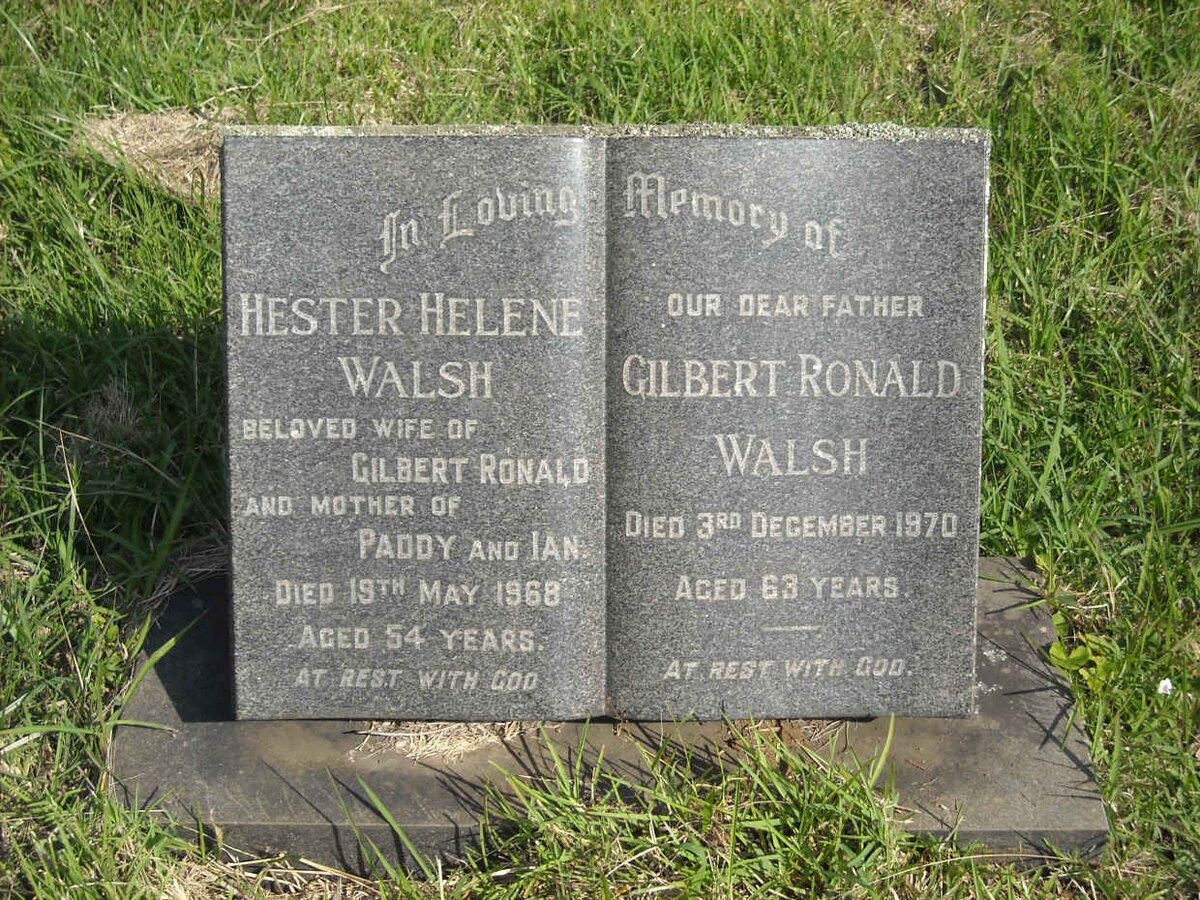 In Loving Memory of
HESTER HELENE
WALSH
BELOVED WIFE OF
GILBERT RONALD
AND MOTHER OF
PADDY AND IAN.
DIED 19TH MAY 1968
AGED 54 YEARS.
AT REST WITH GOD
OUR DEAR FATHER
GILBERT RONALD
WALSH
DIED 3RD DECEMBER 1970
AGED 63 YEARS.
AT REST WITH GOD.